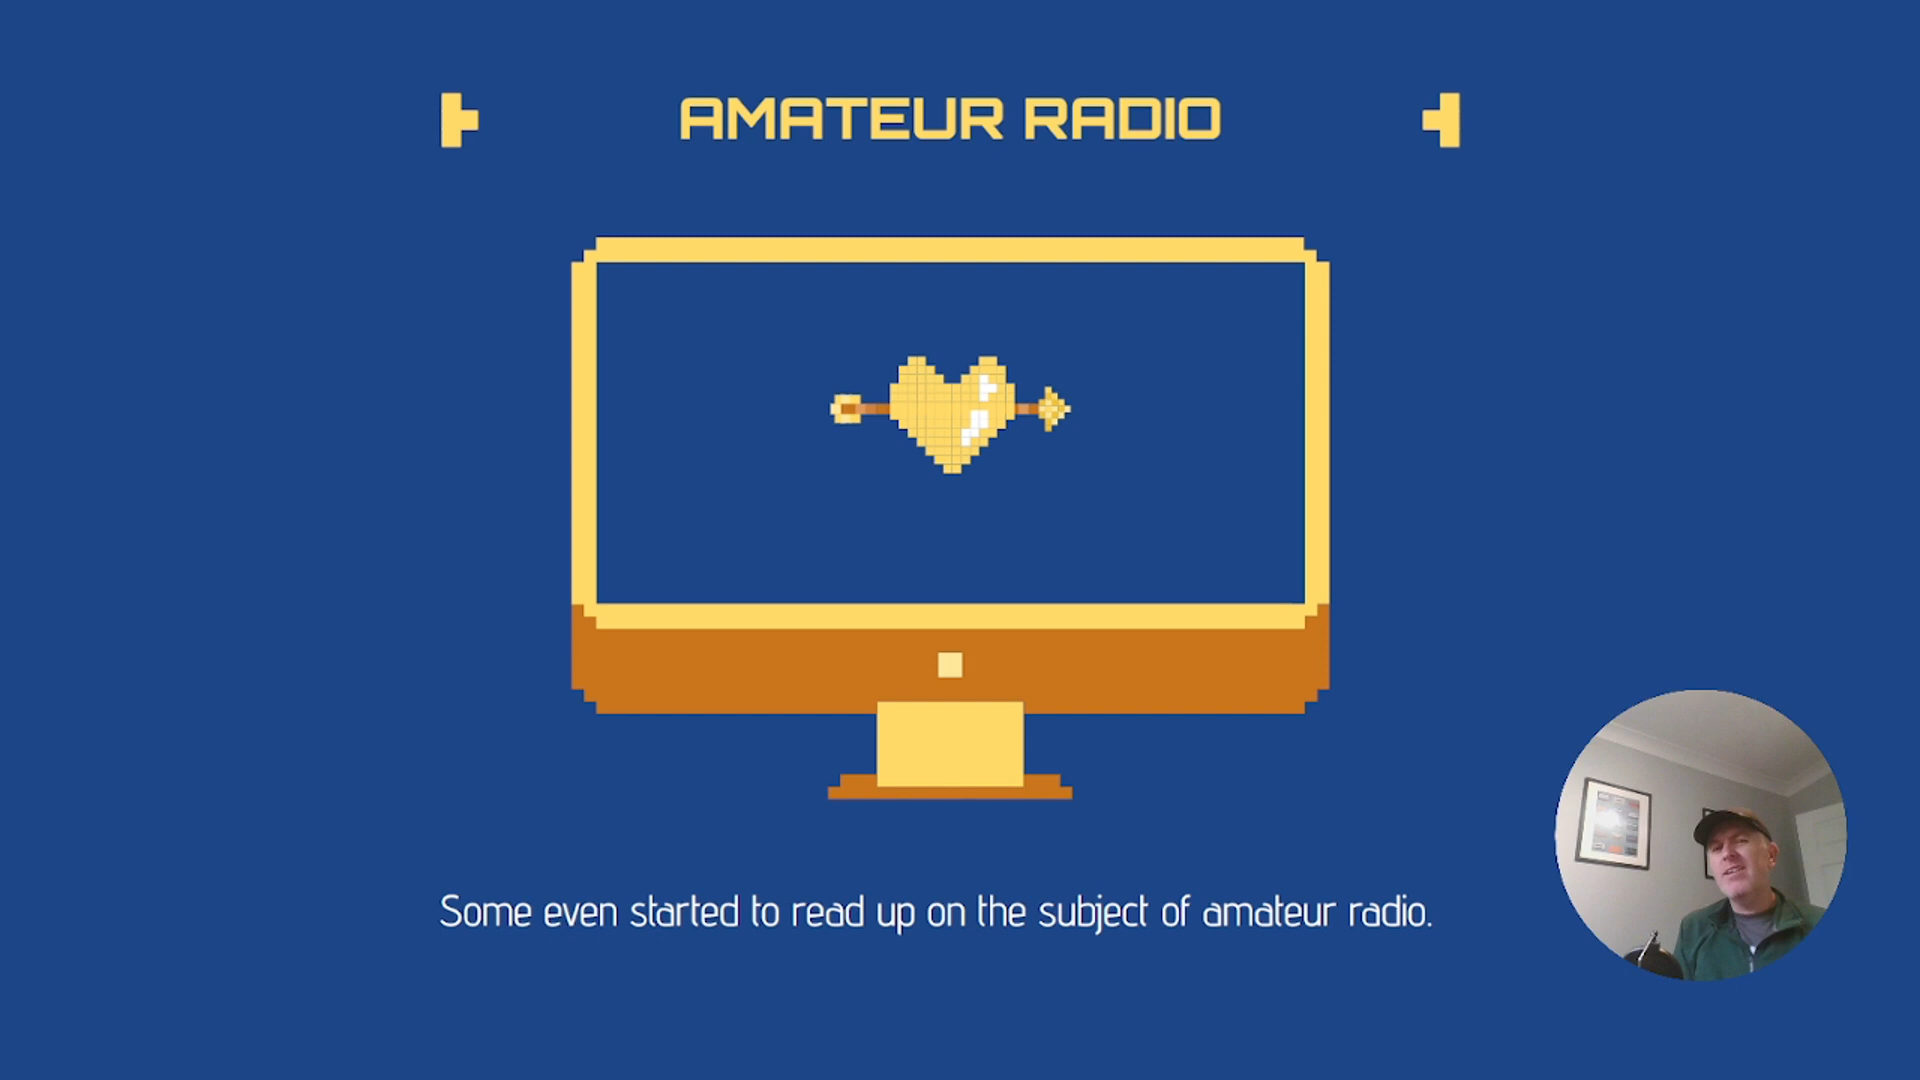 AMATEUR RADIO
Some even started to read up on the subject of amateur radio.